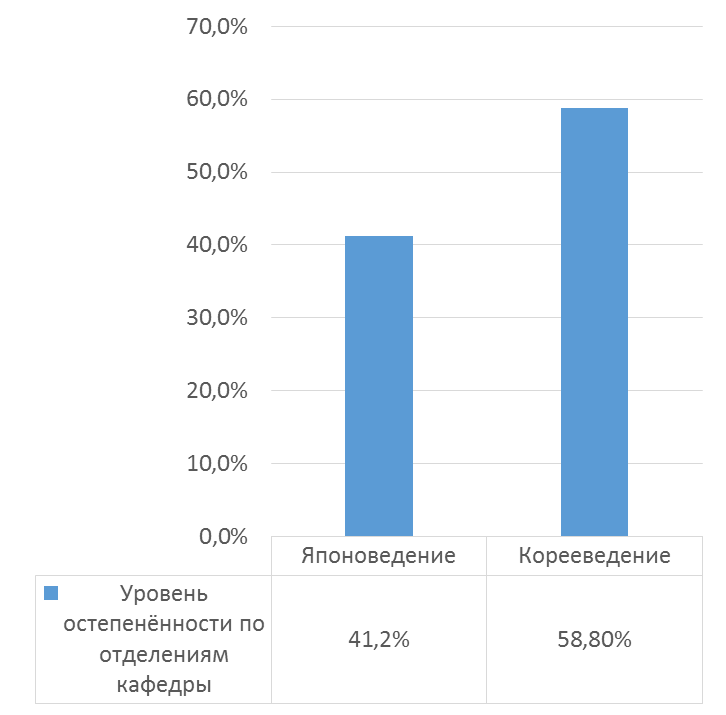 70,0%
60,0%
50,0%
40,0%
30,0%
20,0%
10,0%
0,0%
Японоведение Корееведение
Уровень
остепенённости по
отделениям
кафедры
41,2% 58,80%